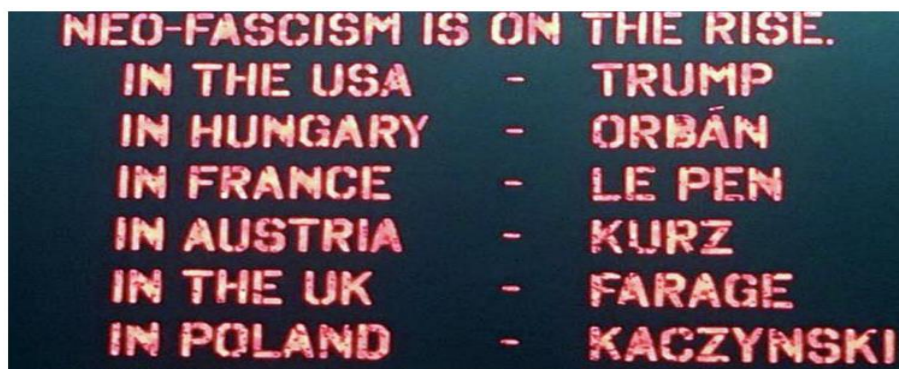 NEO-FASCISM IS ON THE RISE.
IN THE USA - TRUMP
IN HUNGARY - ORBÁN
IN FRANCE - LE PEN
IN AUSTRIA - KURZ
IN THE UK - FARAGE
IN POLAND - KACZYNSKI